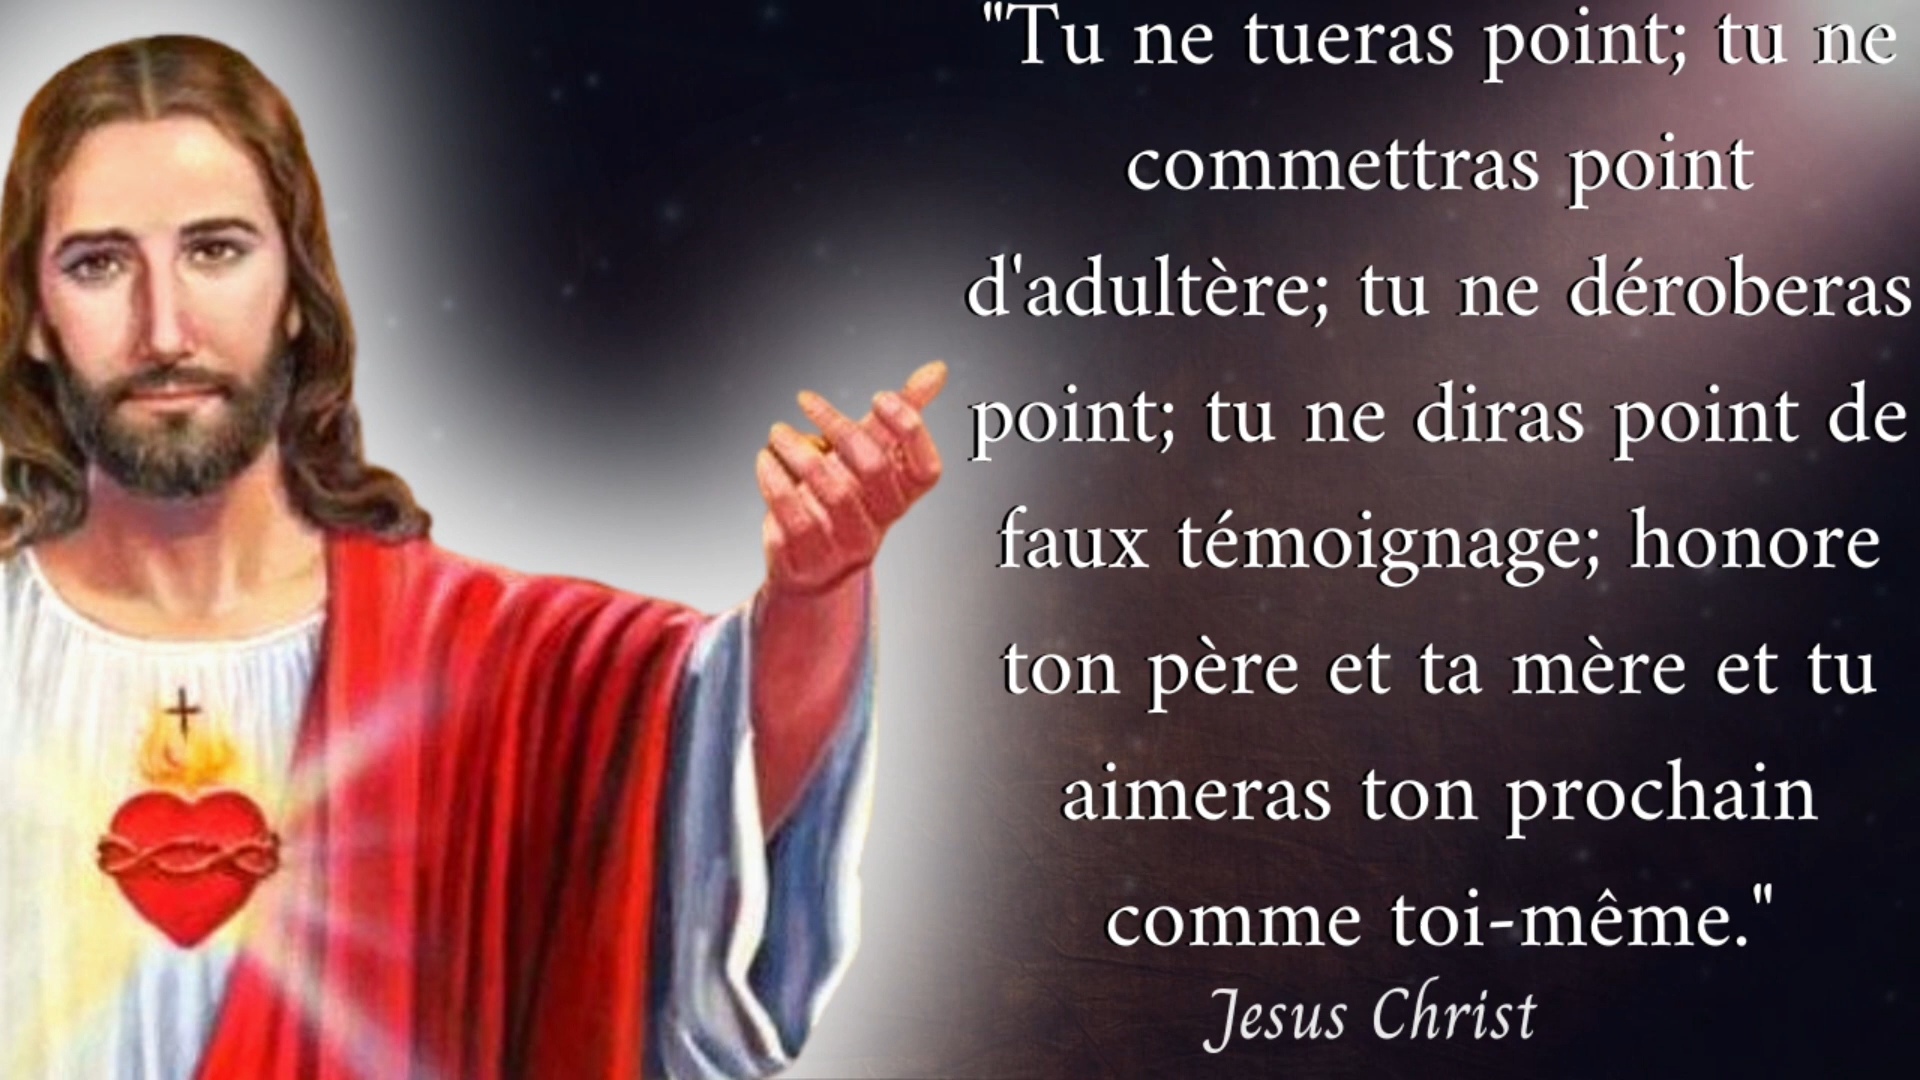 "Tu ne tueras point; tu ne
commettras point
d'adultère; tu ne déroberas
point; tu ne diras point de
faux témoignage; honore
ton père et ta mère et tu
aimeras ton prochain
comme toi-même."
Jesus Christ